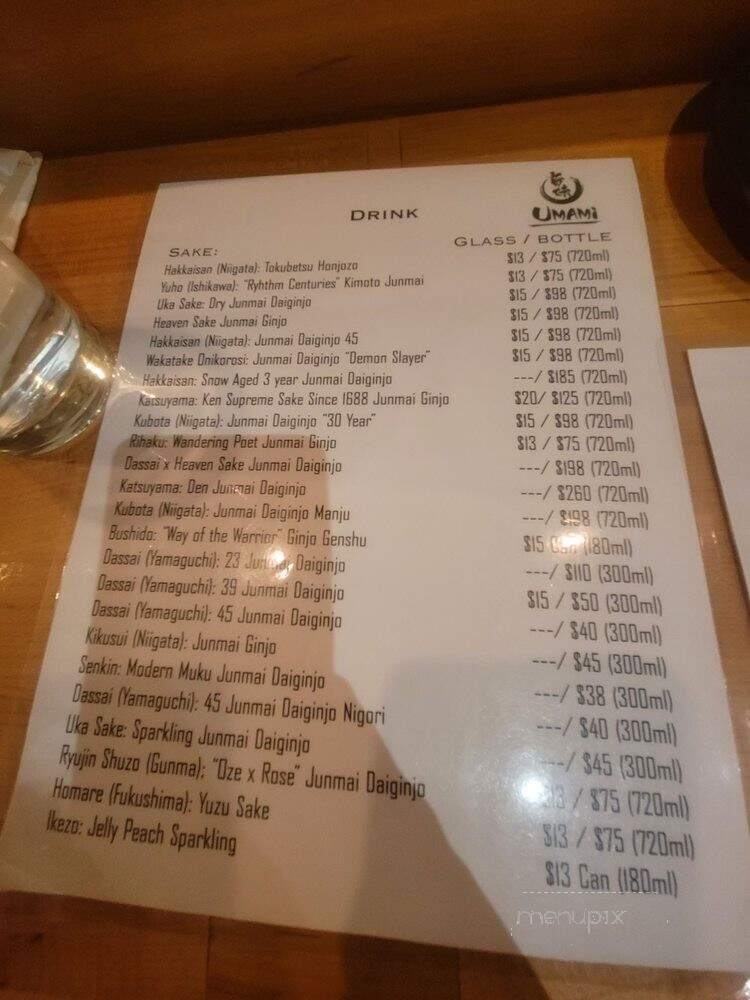 旨味
UMAMI
DRINK
GLASS / BOTTLE
SAKE:
Hakkaisan (Niigata): Tokubetsu Honjozo $13 / $75 (720ml)
Yuho (Ishikawa): "Ryhthm Centuries" Kimoto Junmai $13 / $75 (720ml)
Uka Sake: Dry Junmai Daiginjo $15 / $98 (720ml)
Heaven Sake Junmai Ginjo $15 / $98 (720ml)
Hakkaisan (Niigata): Junmai Daiginjo 45 $15 / $98 (720ml)
Wakatake Onikorosi: Junmai Daiginjo "Demon Slayer" $15 / $98 (720ml)
Hakkaisan: Snow Aged 3 year Junmai Daiginjo ---/ $185 (720ml)
Katsuyama: Ken Supreme Sake Since 1688 Junmai Ginjo $20/ $125 (720ml)
Kubota (Niigata): Junmai Daiginjo "30 Year" $15 / $98 (720ml)
Rihaku: Wandering Poet Junmai Ginjo $13 / $75 (720ml)
Dassai x Heaven Sake Junmai Daiginjo ---/ $198 (720ml)
Katsuyama: Den Junmai Daiginjo ---/ $260 (720ml)
Kubota (Niigata): Junmai Daiginjo Manju ---/ $198 (720ml)
Bushido: "Way of the Warrior" Ginjo Genshu $15 Can (180ml)
Dassai (Yamaguchi): 23 Junmai Daiginjo ---/ $110 (300ml)
Dassai (Yamaguchi): 39 Junmai Daiginjo $15 / $50 (300ml)
Dassai (Yamaguchi): 45 Junmai Daiginjo ---/ $40 (300ml)
Kikusui (Niigata): Junmai Ginjo ---/ $45 (300ml)
Senkin: Modern Muku Junmai Daiginjo ---/ $38 (300ml)
Dassai (Yamaguchi): 45 Junmai Daiginjo Nigori ---/ $40 (300ml)
Uka Sake: Sparkling Junmai Daiginjo ---/ $45 (300ml)
Ryujin Shuzo (Gunma): "Oze x Rose" Junmai Daiginjo $13 / $75 (720ml)
Homare (Fukushima): Yuzu Sake $13 / $75 (720ml)
Ikezo: Jelly Peach Sparkling $13 Can (180ml)
menupix